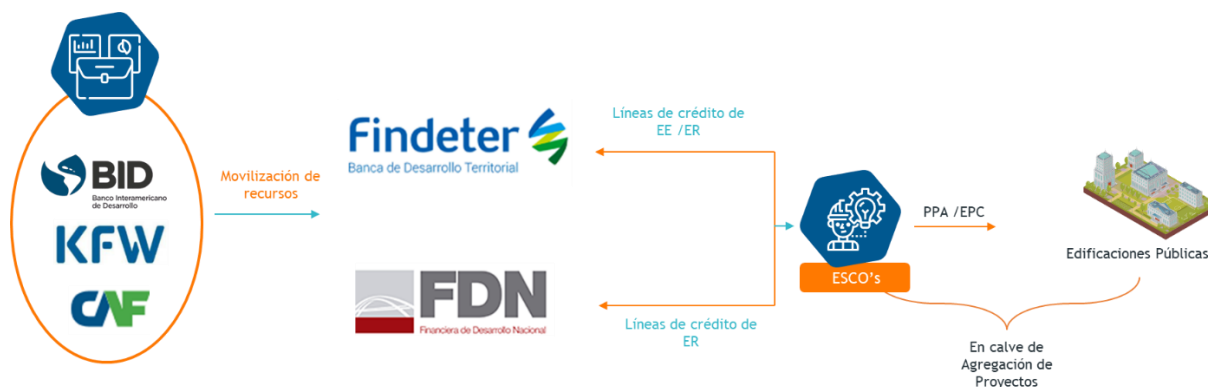 BID
Banco Interamericano
de Desarrollo
KFW
CAF
Movilización de
recursos
Findeter
Banca de Desarrollo Territorial
FDN
Financiera de Desarrollo Nacional
Líneas de crédito de
EE /ER
Líneas de crédito de
ER
ESCO's
PPA /EPC
Edificaciones Públicas
En calve de
Agregación de
Proyectos